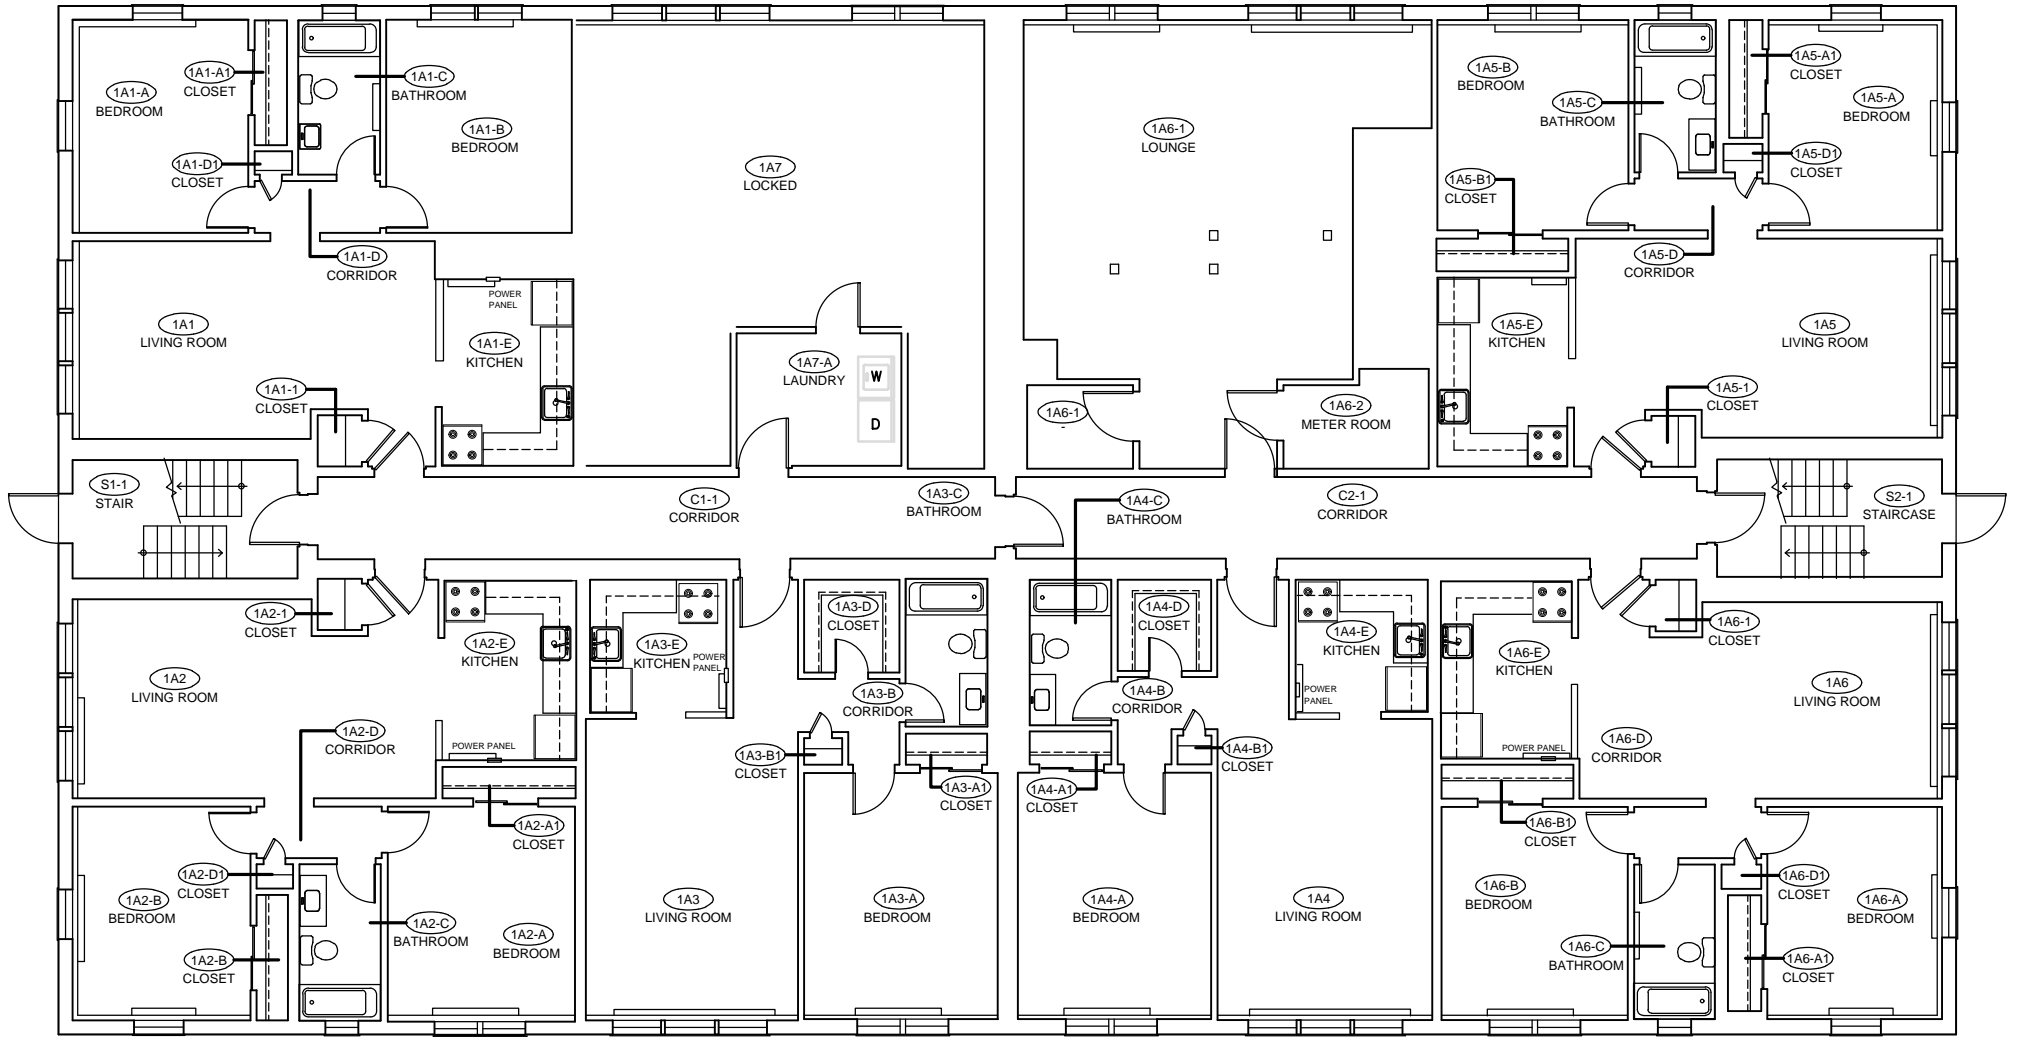 1A1-A
BEDROOM
1A1-A1
CLOSET
1A1-C
BATHROOM
1A1-D1
CLOSET
1A1-B
BEDROOM
1A7
LOCKED
1A6-1
LOUNGE
1A5-B
BEDROOM
1A5-C
BATHROOM
1A5-A1
CLOSET
1A5-A
BEDROOM
1A5-D1
CLOSET
1A5-B1
CLOSET
1A1-D
CORRIDOR
1A5-D
CORRIDOR
1A1
LIVING ROOM
POWER
PANEL
1A1-E
KITCHEN
1A1-1
CLOSET
1A7-A
LAUNDRY
W
D
1A6-1
-
1A6-2
METER ROOM
1A5-E
KITCHEN
1A5
LIVING ROOM
1A5-1
CLOSET
S1-1
STAIR
C1-1
CORRIDOR
1A3-C
BATHROOM
1A4-C
BATHROOM
C2-1
CORRIDOR
S2-1
STAIRCASE
1A2-1
CLOSET
1A2-E
KITCHEN
1A3-E
KITCHEN
POWER
PANEL
1A3-D
CLOSET
1A4-D
CLOSET
1A4-E
KITCHEN
POWER
PANEL
1A6-E
KITCHEN
1A6-1
CLOSET
1A2
LIVING ROOM
1A3-B
CORRIDOR
1A4-B
CORRIDOR
1A6
LIVING ROOM
1A2-D
CORRIDOR
POWER PANEL
1A3-B1
CLOSET
1A4-B1
CLOSET
POWER PANEL
1A6-D
CORRIDOR
1A3-A1
CLOSET
1A4-A1
CLOSET
1A2-A1
CLOSET
1A6-B1
CLOSET
1A2-D1
CLOSET
1A6-D1
CLOSET
1A2-B
BEDROOM
1A2-C
BATHROOM
1A2-A
BEDROOM
1A3
LIVING ROOM
1A3-A
BEDROOM
1A4-A
BEDROOM
1A4
LIVING ROOM
1A6-B
BEDROOM
1A6-A
BEDROOM
1A2-B
CLOSET
1A6-C
BATHROOM
1A6-A1
CLOSET